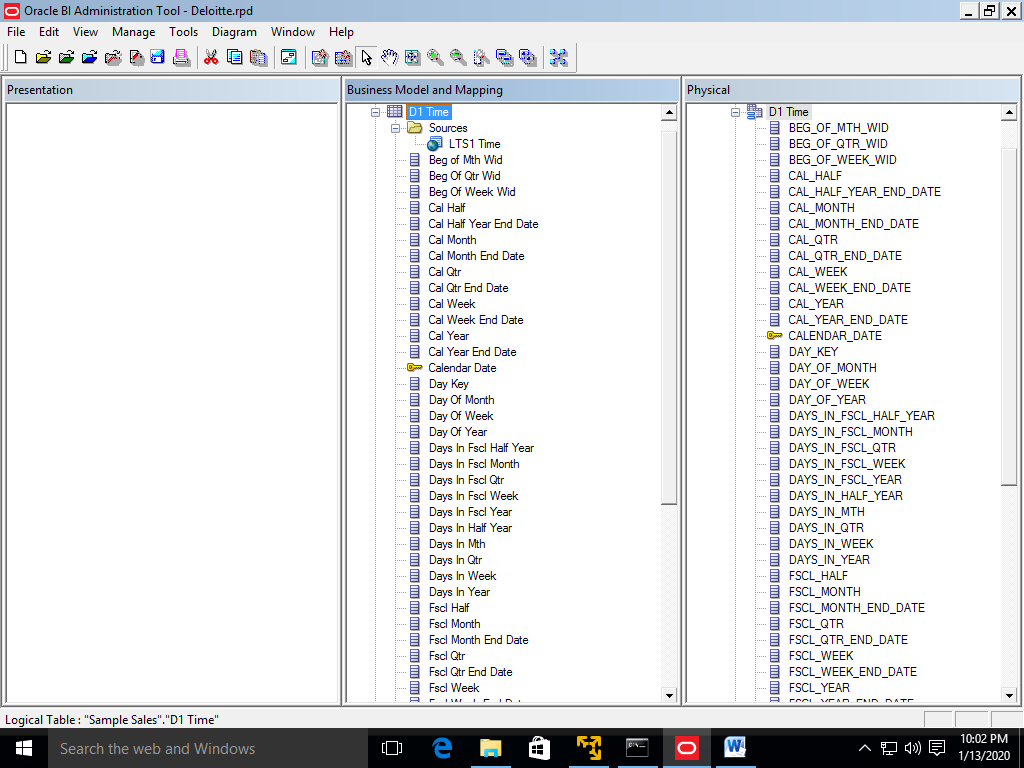 Oracle BI Administration Tool - Deloitte.rpd
File Edit View Manage Tools Diagram Window Help
Presentation
Business Model and Mapping
D1 Time
Sources
LTS1 Time
Beg of Mth Wid
Beg Of Qtr Wid
Beg Of Week Wid
Cal Half
Cal Half Year End Date
Cal Month
Cal Month End Date
Cal Qtr
Cal Qtr End Date
Cal Week
Cal Week End Date
Cal Year
Cal Year End Date
Calendar Date
Day Key
Day Of Month
Day Of Week
Day Of Year
Days In Fscl Half Year
Days In Fscl Month
Days In Fscl Qtr
Days In Fscl Week
Days In Fscl Year
Days In Half Year
Days In Mth
Days In Qtr
Days In Week
Days In Year
Fscl Half
Fscl Month
Fscl Month End Date
Fscl Qtr
Fscl Qtr End Date
Fscl Week
Fscl Week End Date
Physical
D1 Time
BEG_OF_MTH_WID
BEG_OF_QTR_WID
BEG_OF_WEEK_WID
CAL_HALF
CAL_HALF_YEAR_END_DATE
CAL_MONTH
CAL_MONTH_END_DATE
CAL_QTR
CAL_QTR_END_DATE
CAL_WEEK
CAL_WEEK_END_DATE
CAL_YEAR
CAL_YEAR_END_DATE
CALENDAR_DATE
DAY_KEY
DAY_OF_MONTH
DAY_OF_WEEK
DAY_OF_YEAR
DAYS_IN_FSCL_HALF_YEAR
DAYS_IN_FSCL_MONTH
DAYS_IN_FSCL_QTR
DAYS_IN_FSCL_WEEK
DAYS_IN_FSCL_YEAR
DAYS_IN_HALF_YEAR
DAYS_IN_MTH
DAYS_IN_QTR
DAYS_IN_WEEK
DAYS_IN_YEAR
FSCL_HALF
FSCL_MONTH
FSCL_MONTH_END_DATE
FSCL_QTR
FSCL_QTR_END_DATE
FSCL_WEEK
FSCL_WEEK_END_DATE
FSCL_YEAR
FSCL_YEAR_END_DATE
Logical Table : "Sample Sales"."D1 Time"
Search the web and Windows
10:02 PM
1/13/2020